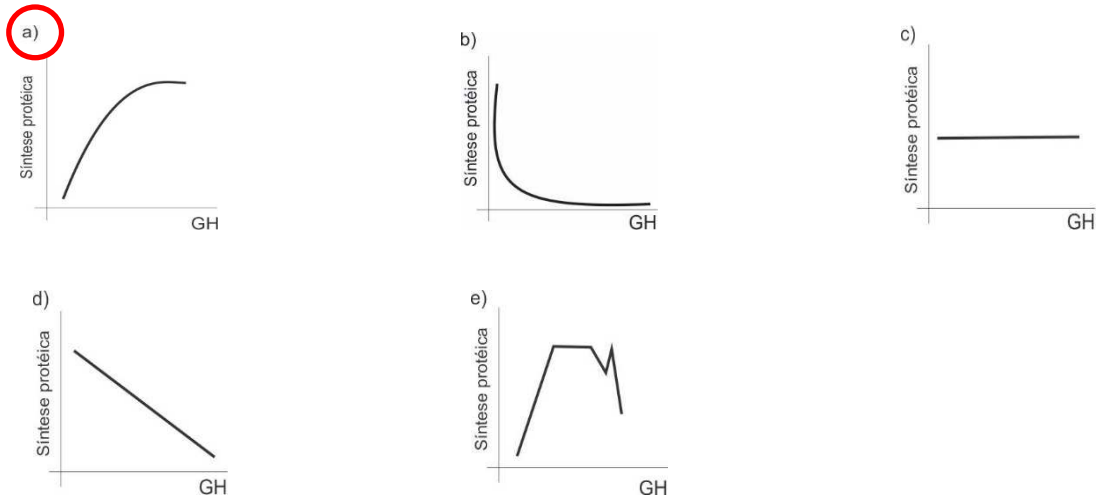 a)
Síntese protéica
GH
b)
Síntese protéica
GH
c)
Síntese protéica
GH
d)
Síntese protéica
GH
e)
Síntese protéica
GH